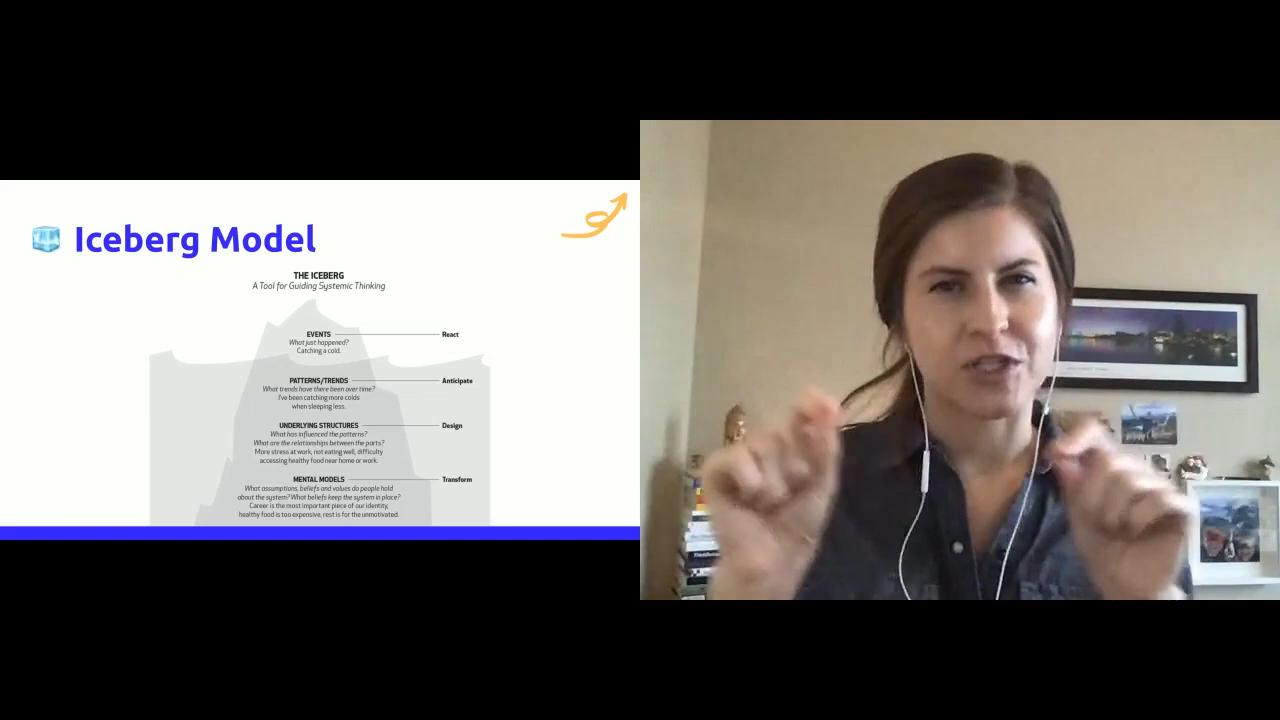 Iceberg Model
THE ICEBERG
A Tool for Guiding Systemic Thinking
EVENTS
React
What just happened?
Catching a cold.
PATTERNS/TRENDS
Anticipate
What trends have there been over time?
I've been catching more colds
when sleeping less.
UNDERLYING STRUCTURES
Design
What has influenced the patterns?
What are the relationships between the parts?
More stress at work, not eating well, difficulty
accessing healthy food near home or work.
MENTAL MODELS
Transform
What assumptions, beliefs and values do people hold
about the system? What beliefs keep the system in place?
Career is the most important piece of our identity,
healthy food is too expensive, rest is for the unmotivated.